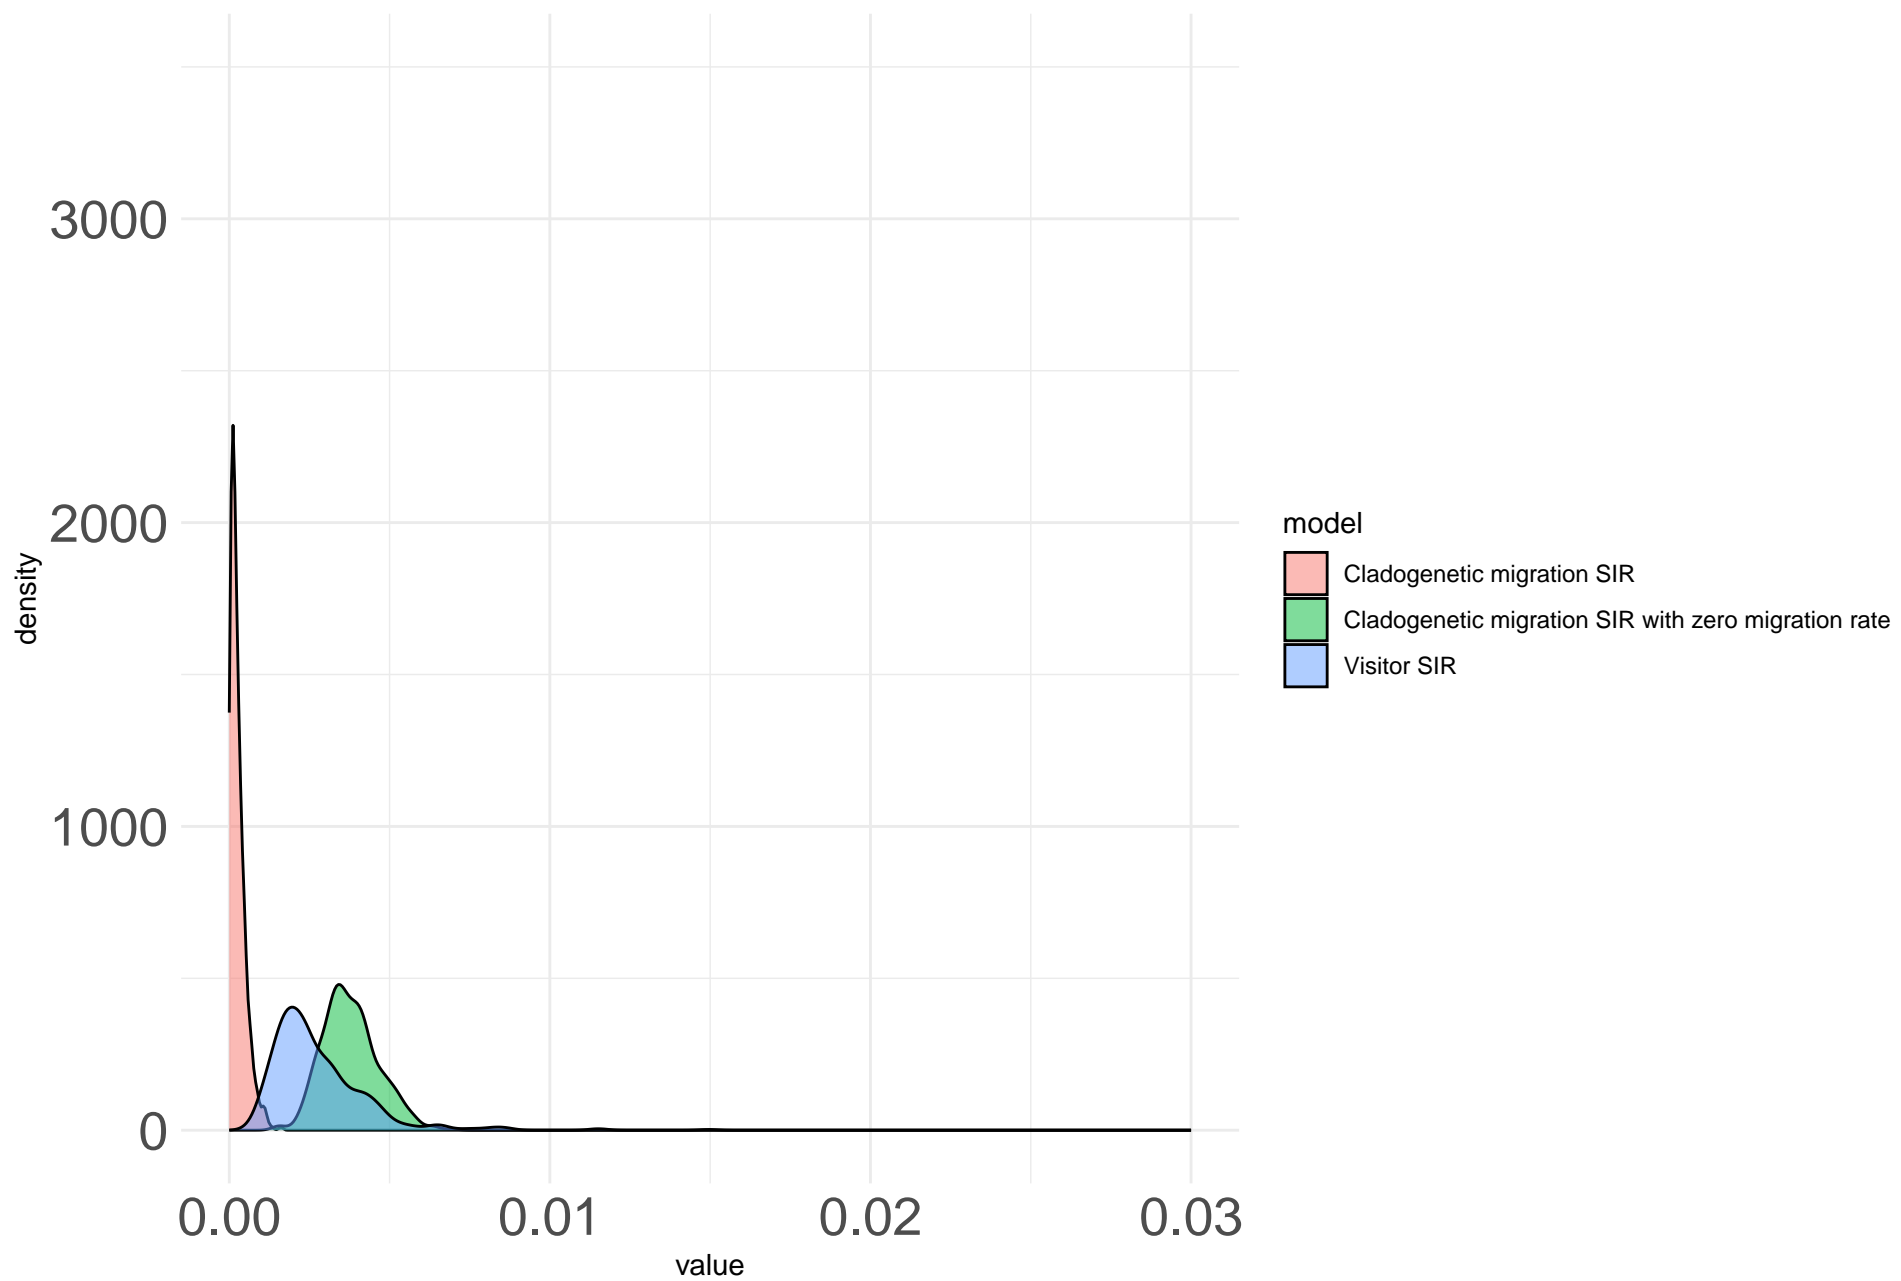 3000
2000
1000
0
density
0.00
0.01
0.02
0.03
value
model
Cladogenetic migration SIR
Cladogenetic migration SIR with zero migration rate
Visitor SIR